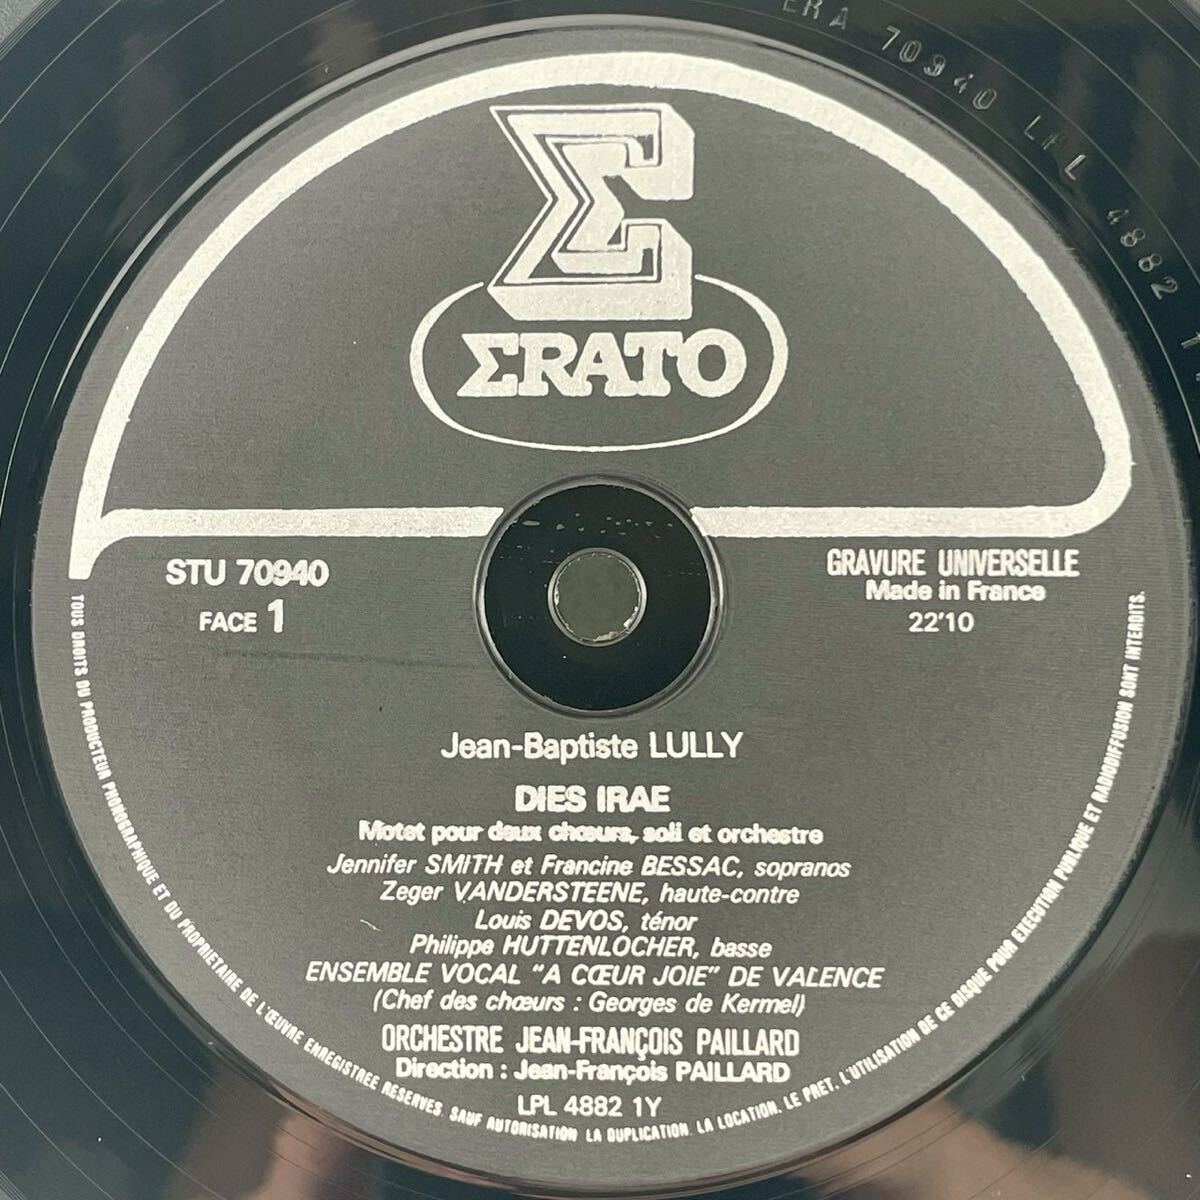 ERA 70940 LPL 4882 1
Σ
ΣRATO
STU 70940
FACE 1
GRAVURE UNIVERSELLE
Made in France
22'10
Jean-Baptiste LULLY
DIES IRAE
Motet pour deux chœurs, soli et orchestre
Jennifer SMITH et Francine BESSAC, sopranos
Zeger VANDERSTEENE, haute-contre
Louis DEVOS, ténor
Philippe HUTTENLOCHER, basse
ENSEMBLE VOCAL "A CŒUR JOIE" DE VALENCE
(Chef des chœurs : Georges de Kermel)
ORCHESTRE JEAN-FRANÇOIS PAILLARD
Direction : Jean-François PAILLARD
LPL 4882 1Y
TOUS DROITS DU PRODUCTEUR PHONOGRAPHIQUE ET DU PROPRIETAIRE DE L'ŒUVRE ENREGISTREE RESERVES SAUF AUTORISATION LA DUPLICATION. LA LOCATION. LE PRET. L'UTILISATION DE CE DISQUE POUR EXECUTION PUBLIQUE ET RADIODIFFUSION SONT INTERDITS.